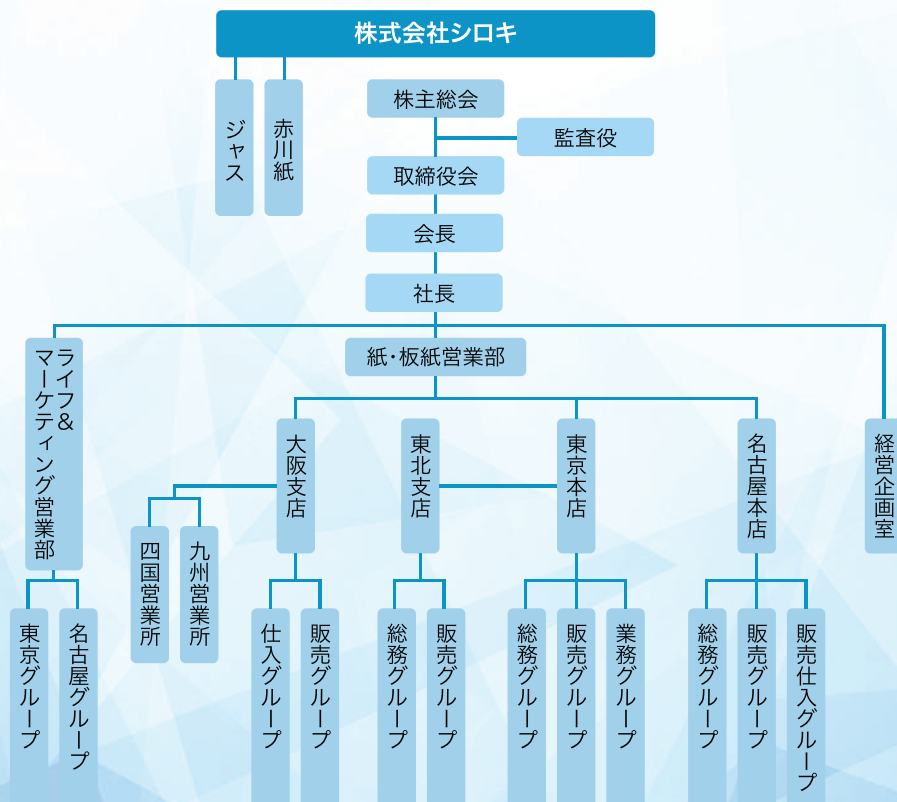 株式会社シロキ
ジャス
赤川紙
株主総会
監査役
取締役会
会長
社長
ライフ&
マーケティング営業部
紙・板紙営業部
経営企画室
大阪支店
東北支店
東京本店
名古屋本店
四国営業所
九州営業所
東京グループ
名古屋グループ
仕入グループ
販売グループ
総務グループ
販売グループ
総務グループ
販売グループ
業務グループ
総務グループ
販売グループ
販売仕入グループ